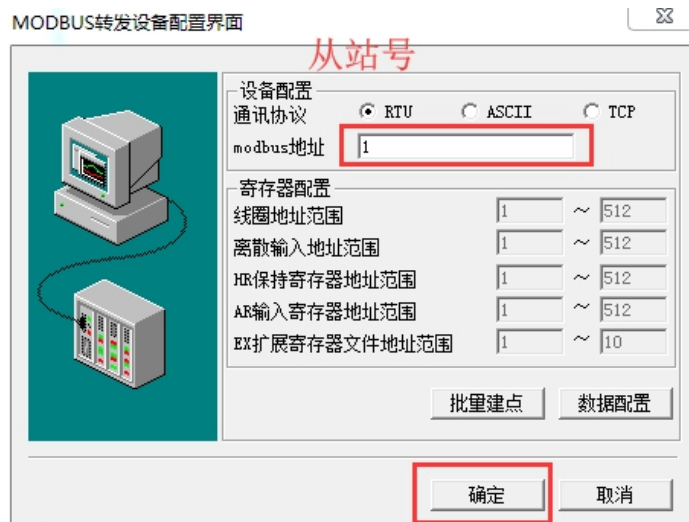 MODBUS转发设备配置界面
从站号
设备配置
通讯协议 RTU ASCII TCP
modbus地址 1
寄存器配置
线圈地址范围 1 ~ 512
离散输入地址范围 1 ~ 512
HR保持寄存器地址范围 1 ~ 512
AR输入寄存器地址范围 1 ~ 512
EX扩展寄存器文件地址范围 1 ~ 10
批里建点 数据配置
确定 取消